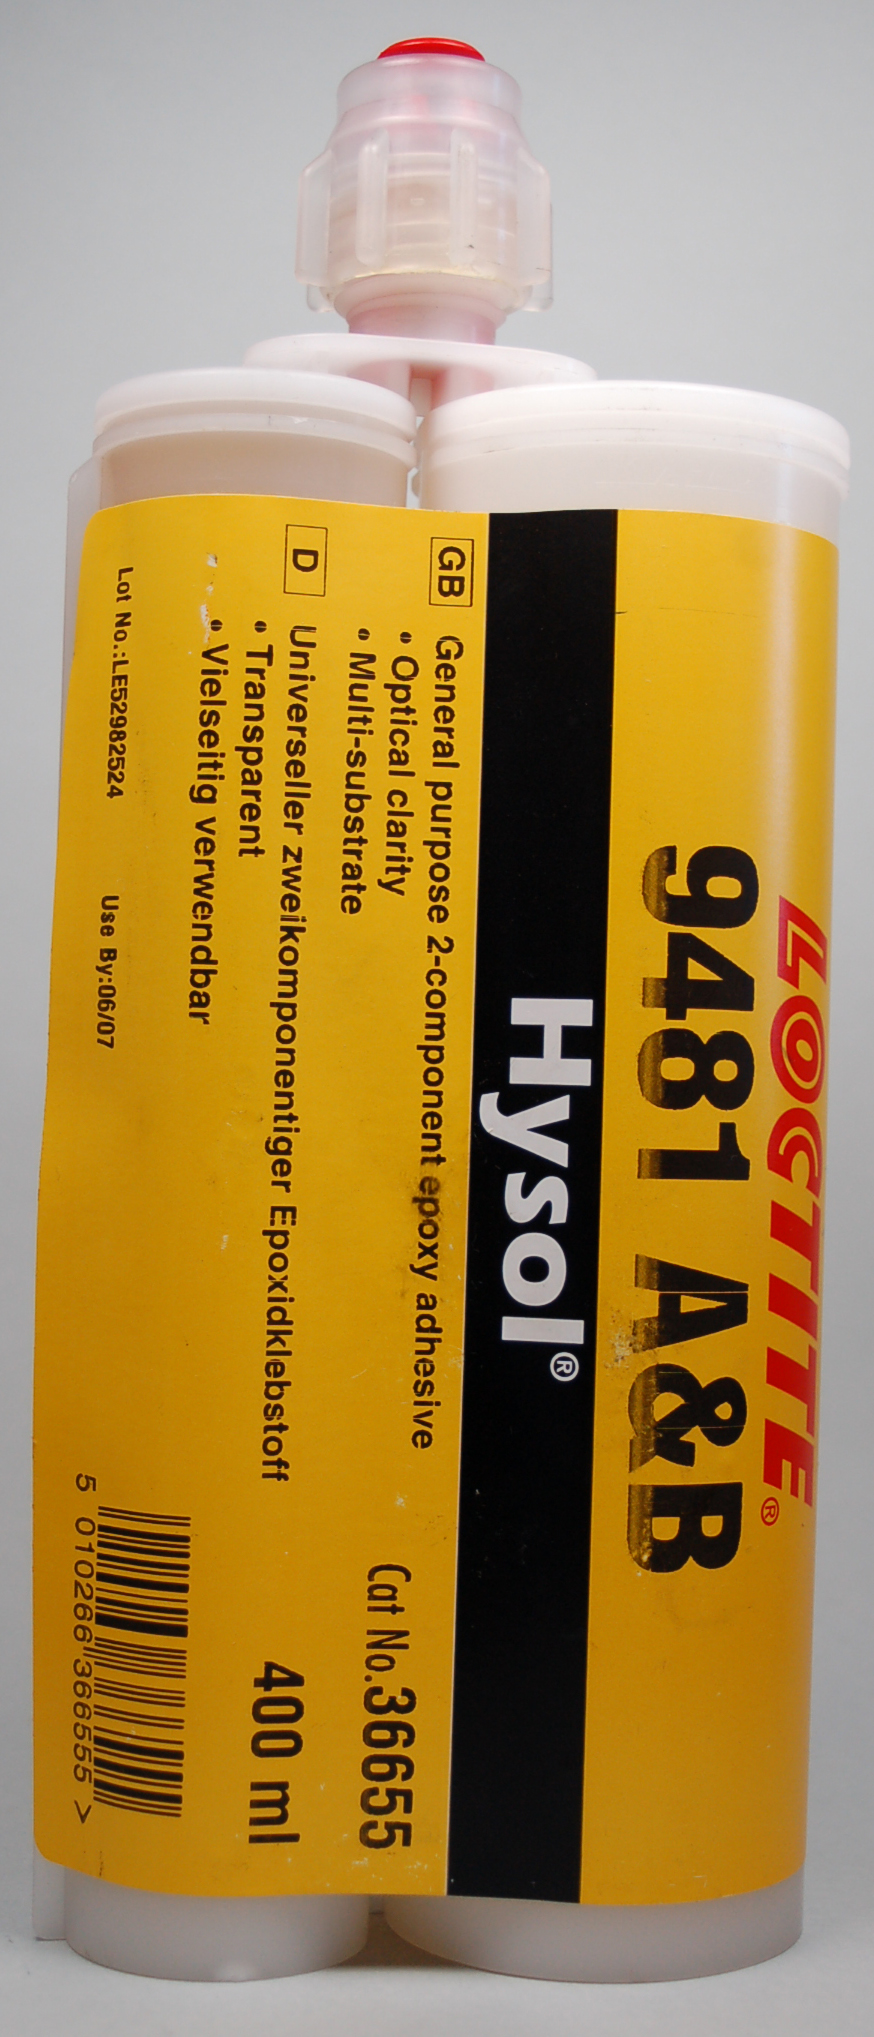 LOCTITE®
9481 A&B
Hysol®
GB General purpose 2-component epoxy adhesive
• Optical clarity
• Multi-substrate
Cat No.36655
D Universeller zweikomponentiger Epoxidklebstoff
• Transparent
• Vielseitig verwendbar
400 ml
Lot No.:LE52982524 Use By:06/07
5 010266 366555 >